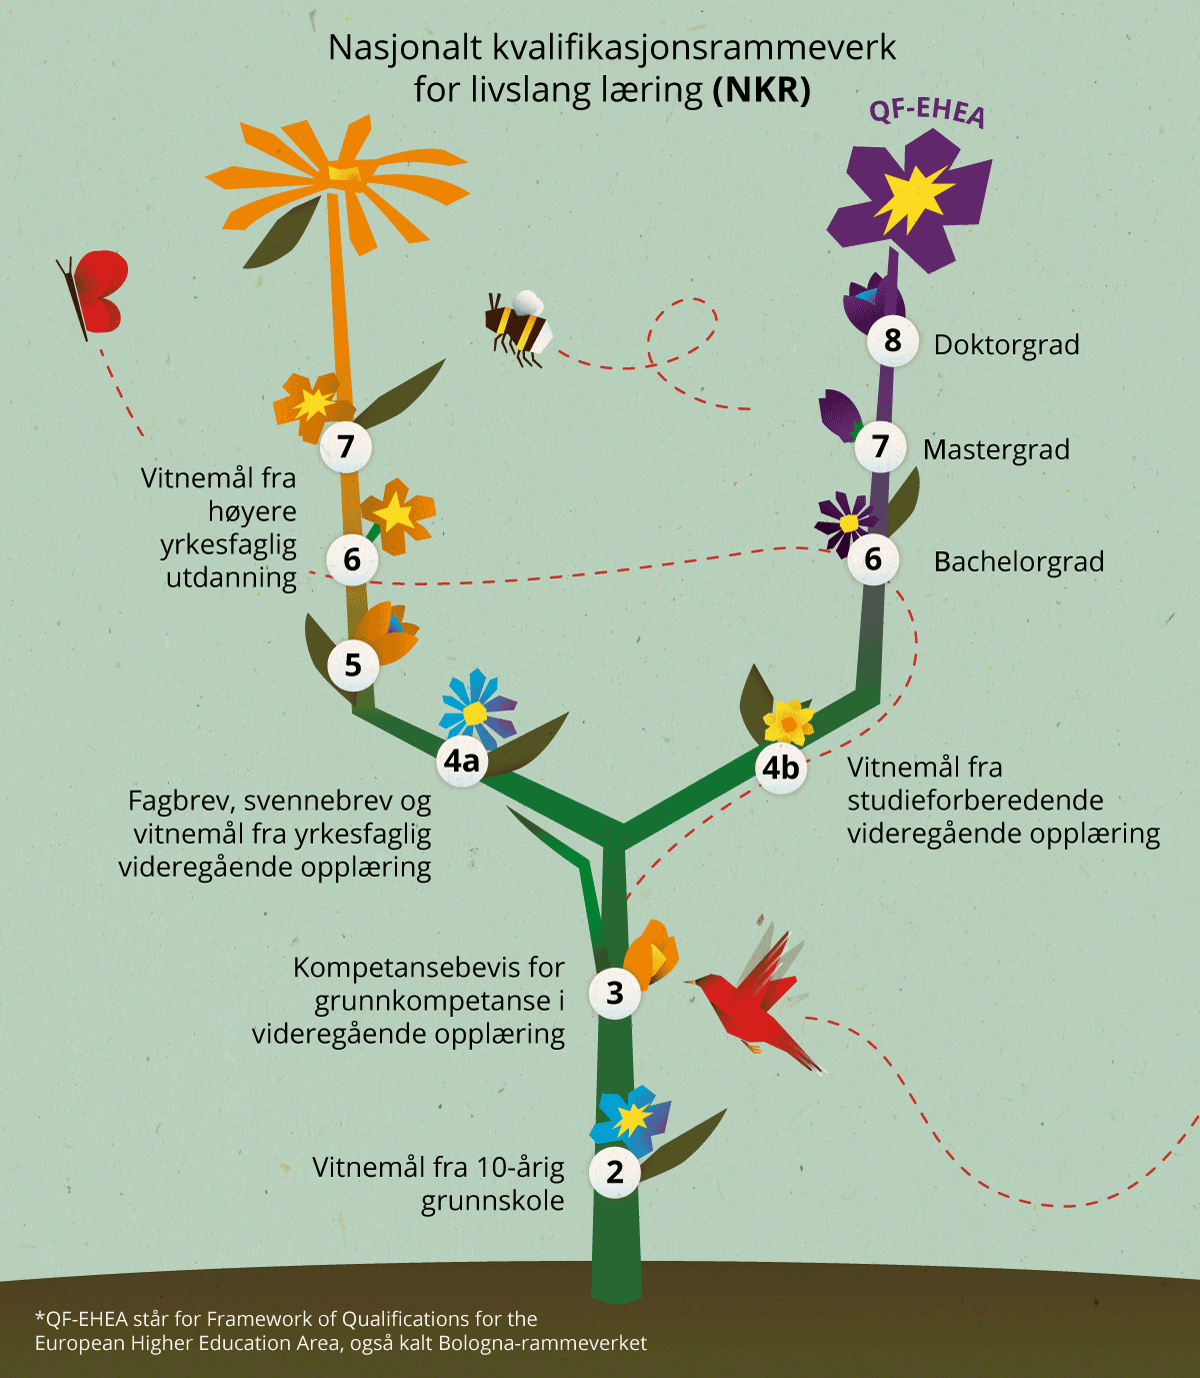 Nasjonalt kvalifikasjonsrammeverk
for livslang læring (NKR)
QF-EHEA
8
Doktorgrad
7
7
Mastergrad
Vitnemål fra
høyere
yrkesfaglig
utdanning
6
6
Bachelorgrad
5
4a
4b
Fagbrev, svennebrev og
vitnemål fra yrkesfaglig
videregående opplæring
Vitnemål fra
studieforberedende
videregående opplæring
Kompetansebevis for
grunnkompetanse i
videregående opplæring
3
Vitnemål fra 10-årig
grunnskole
2
*QF-EHEA står for Framework of Qualifications for the
European Higher Education Area, også kalt Bologna-rammeverket